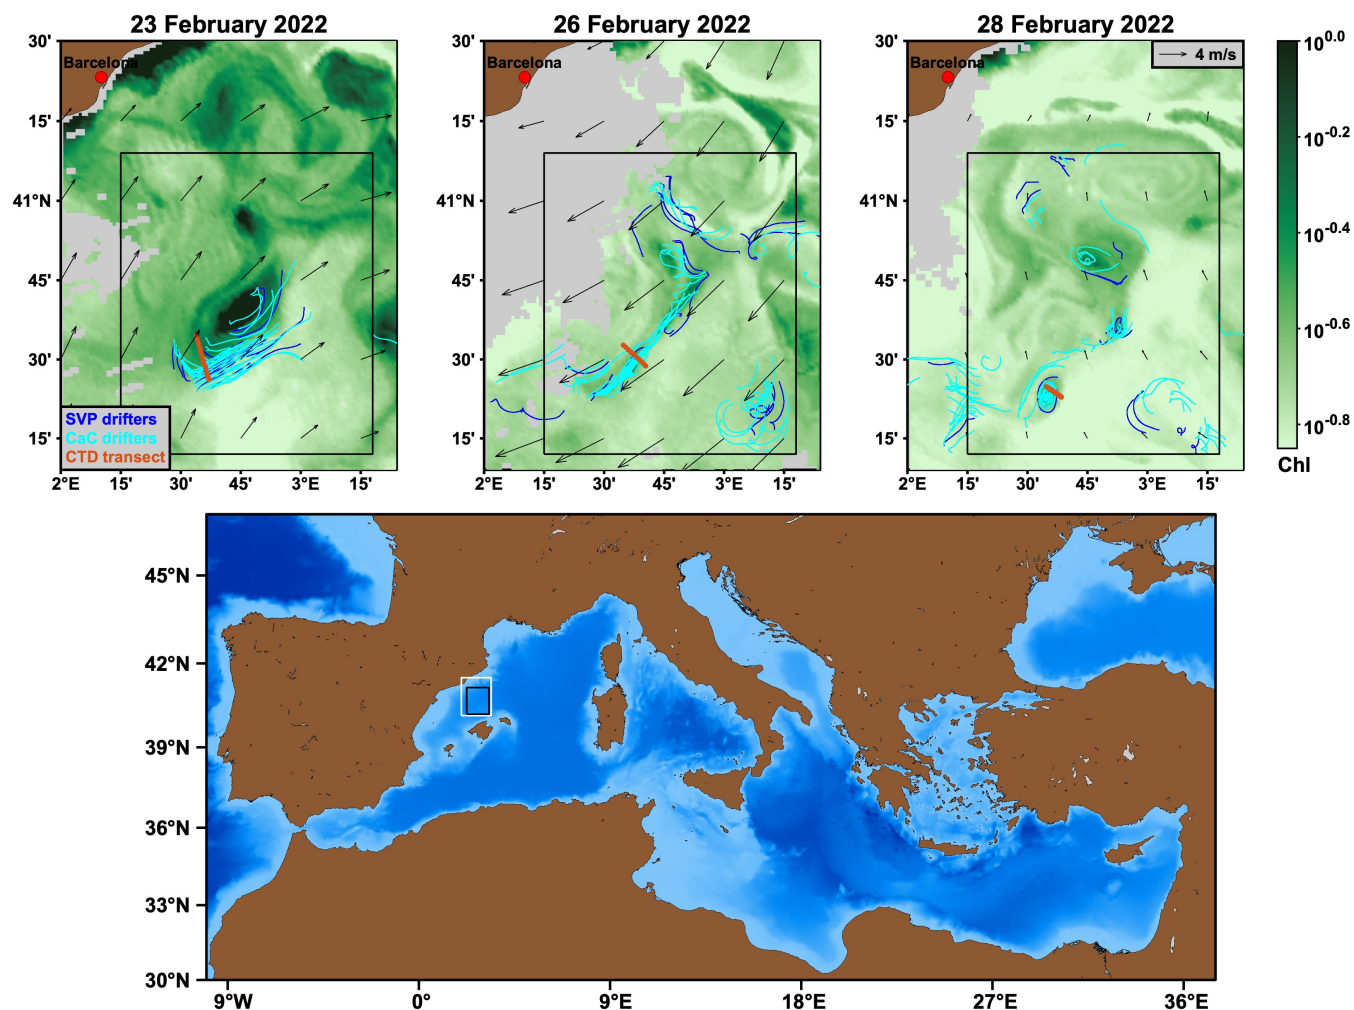 23 February 2022
26 February 2022
28 February 2022
30'
15'
41°N
45'
30'
15'
2°E
15'
30'
45'
3°E
15'
Barcelona
SVP drifters
CaC drifters
CTD transect
30'
15'
41°N
45'
30'
15'
2°E
15'
30'
45'
3°E
15'
Barcelona
30'
15'
41°N
45'
30'
15'
2°E
15'
30'
45'
3°E
15'
Barcelona
4 m/s
10^0.0
10^-0.2
10^-0.4
10^-0.6
10^-0.8
Chl
45°N
42°N
39°N
36°N
33°N
30°N
9°W
0°
9°E
18°E
27°E
36°E